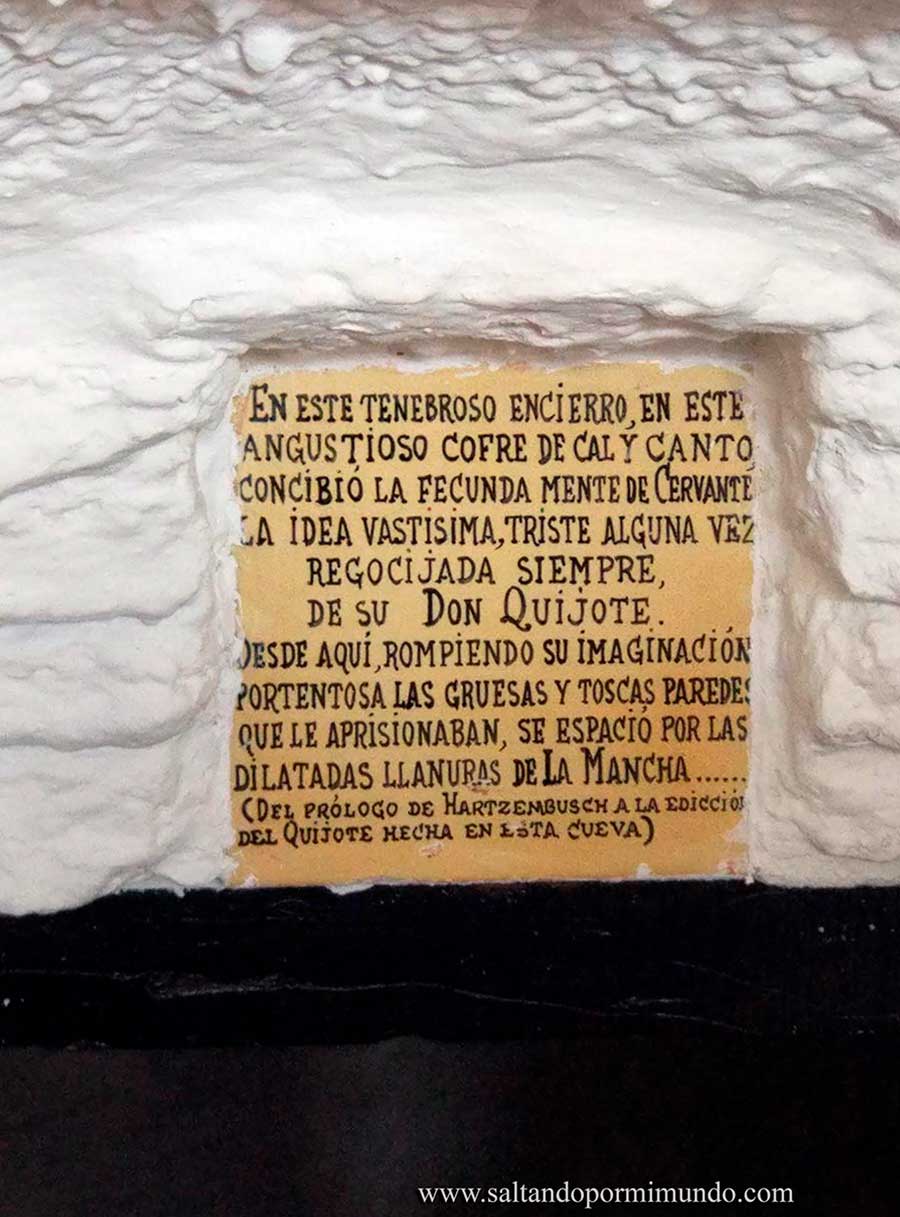 EN ESTE TENEBROSO ENCIERRO, EN ESTE
ANGUSTIOSO COFRE DE CAL Y CANTO
CONCIBIÓ LA FECUNDA MENTE DE CERVANTE
LA IDEA VASTISIMA, TRISTE ALGUNA VEZ
REGOCIJADA SIEMPRE,
DE SU DON QUIJOTE.
DESDE AQUÍ, ROMPIENDO SU IMAGINACIÓN
PORTENTOSA LAS GRUESAS Y TOSCAS PAREDES
QUE LE APRISIONABAN, SE ESPACIÓ POR LAS
DILATADAS LLANURAS DE LA MANCHA......
(DEL PRÓLOGO DE HARTZEMBUSCH A LA EDICCIÓN
DEL QUIJOTE HECHA EN ESTA CUEVA)
www.saltandopormimundo.com